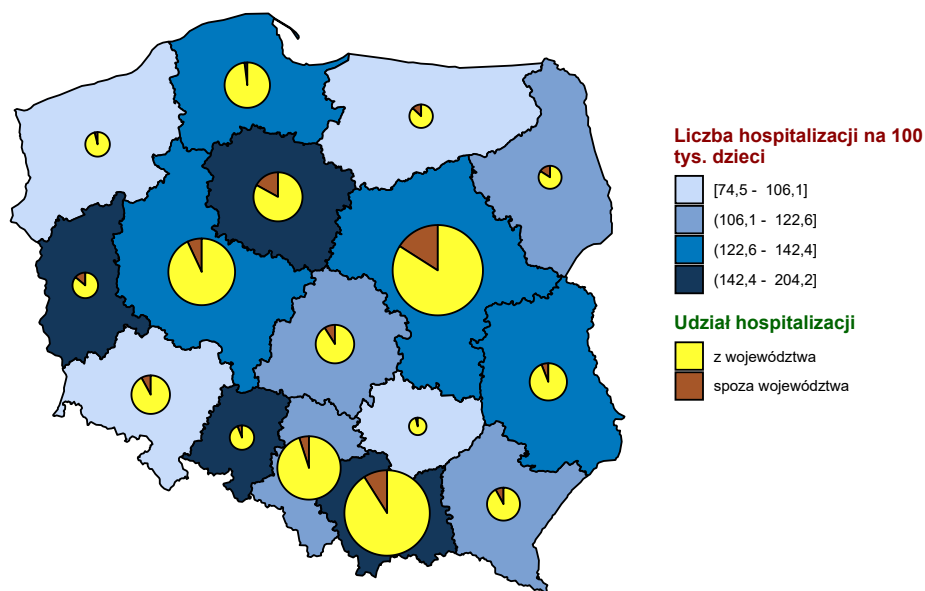 Liczba hospitalizacji na 100
tys. dzieci
[74,5 - 106,1]
(106,1 - 122,6]
(122,6 - 142,4]
(142,4 - 204,2]
Udział hospitalizacji
z województwa
spoza województwa